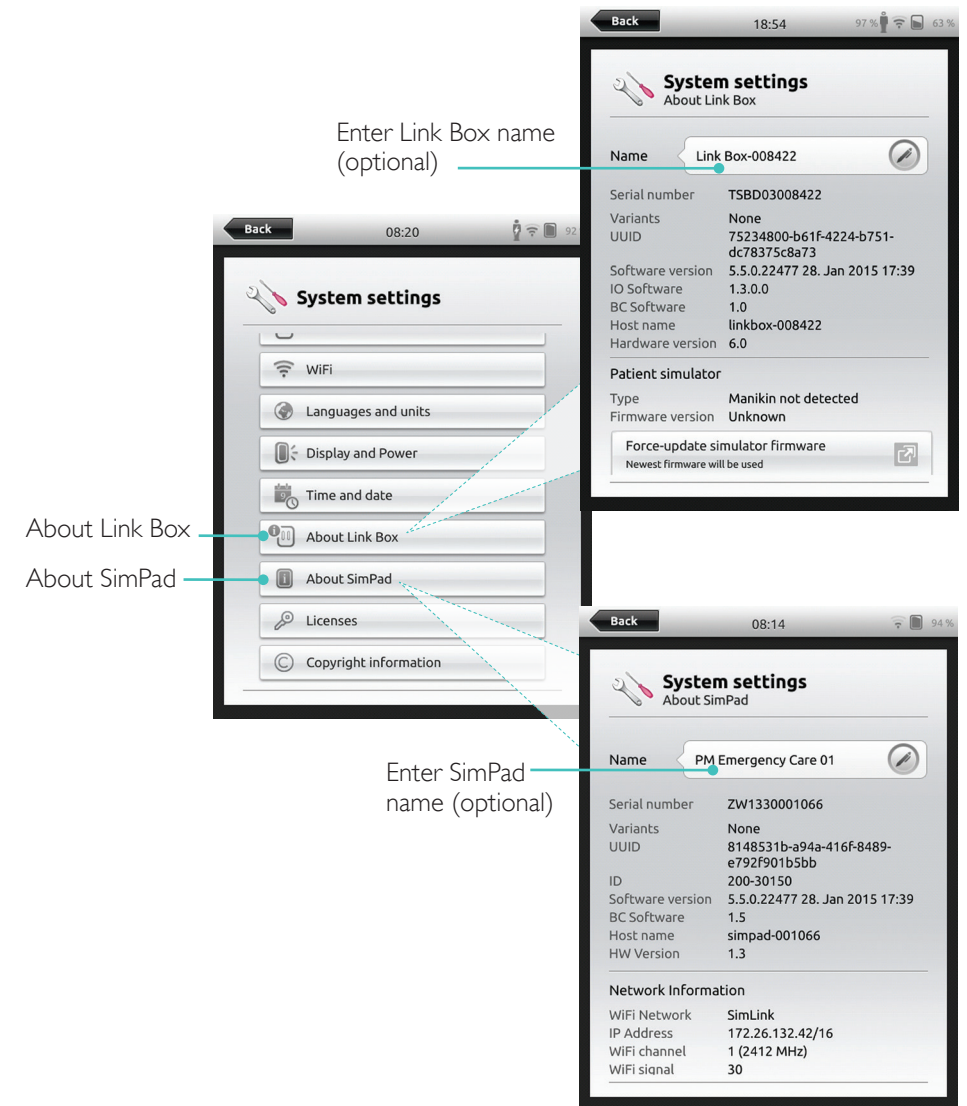 Back 18:54 97 % 63 %
System settings
About Link Box
Enter Link Box name
(optional)
Name Link Box-008422
Serial number TSBD03008422
Variants None
UUID 75234800-b61f-4224-b751-
dc78375c8a73
Software version 5.5.0.22477 28. Jan 2015 17:39
IO Software 1.3.0.0
BC Software 1.0
Host name linkbox-008422
Hardware version 6.0
Patient simulator
Type Manikin not detected
Firmware version Unknown
Force-update simulator firmware
Newest firmware will be used
Back 08:20 92
System settings
WiFi
Languages and units
Display and Power
Time and date
About Link Box
About SimPad
Licenses
Copyright information
About Link Box
About SimPad
Back 08:14 94 %
System settings
About SimPad
Enter SimPad
name (optional)
Name PM Emergency Care 01
Serial number ZW1330001066
Variants None
UUID 8148531b-a94a-416f-8489-
e792f901b5bb
ID 200-30150
Software version 5.5.0.22477 28. Jan 2015 17:39
BC Software 1.5
Host name simpad-001066
HW Version 1.3
Network Information
WiFi Network SimLink
IP Address 172.26.132.42/16
WiFi channel 1 (2412 MHz)
WiFi signal 30